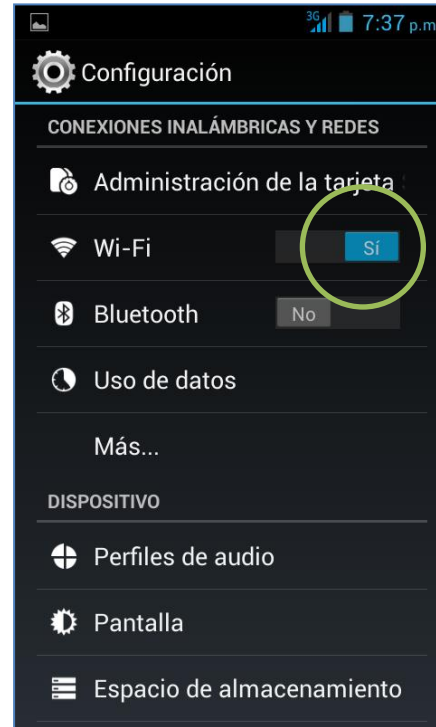 3G 7:37 p.m
Configuración
CONEXIONES INALÁMBRICAS Y REDES
Administración de la tarjeta
Wi-Fi Sí
Bluetooth No
Uso de datos
Más...
DISPOSITIVO
Perfiles de audio
Pantalla
Espacio de almacenamiento